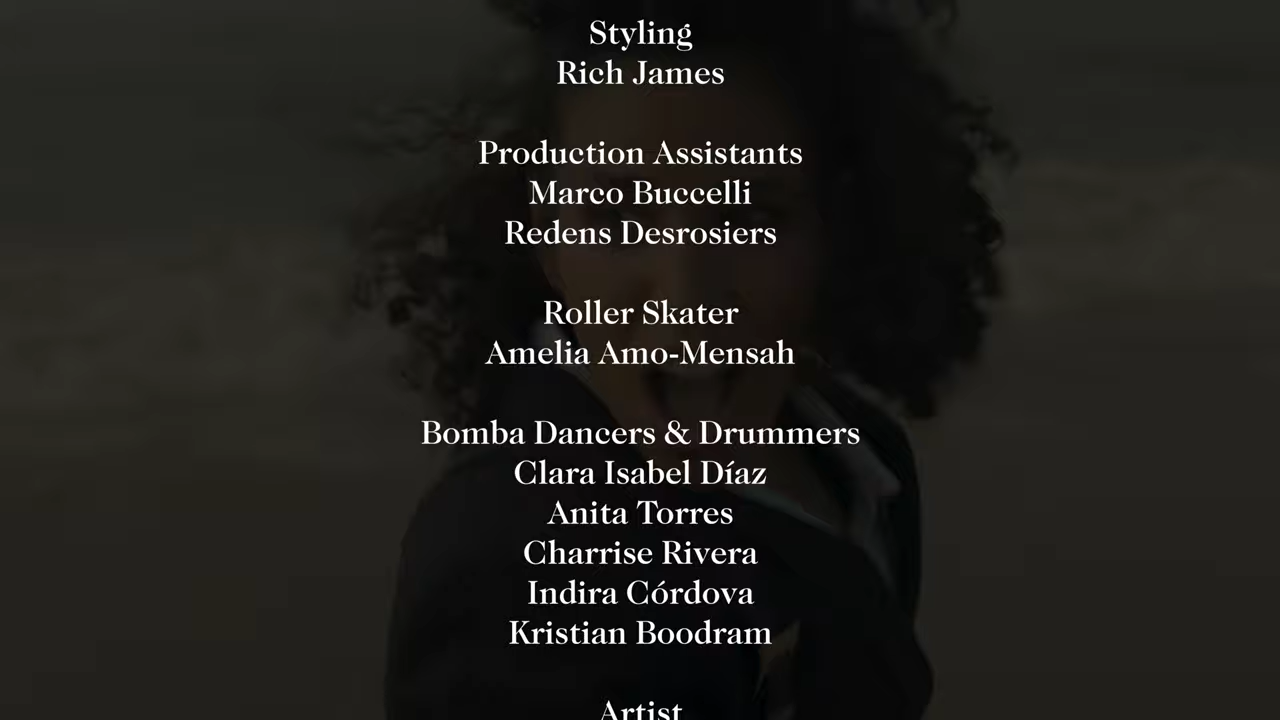 Styling
Rich James
Production Assistants
Marco Buccelli
Redens Desrosiers
Roller Skater
Amelia Amo-Mensah
Bomba Dancers & Drummers
Clara Isabel Díaz
Anita Torres
Charrise Rivera
Indira Córdova
Kristian Boodram
Artist